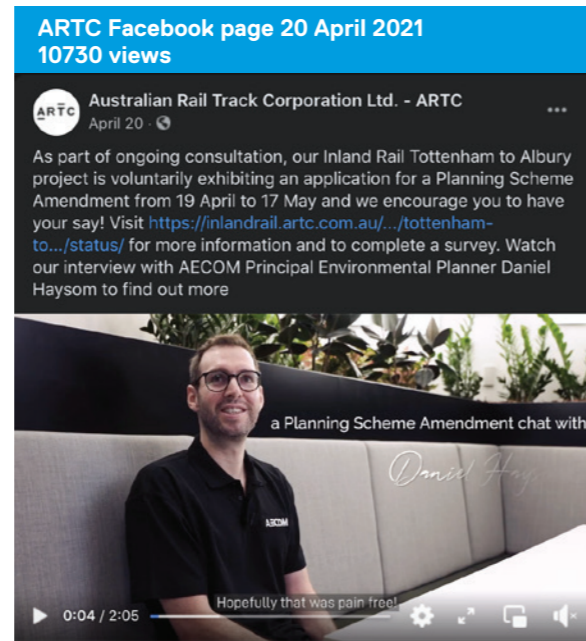 ARTC Facebook page 20 April 2021
10730 views
ARTC
Australian Rail Track Corporation Ltd. - ARTC
April 20 ·
As part of ongoing consultation, our Inland Rail Tottenham to Albury
project is voluntarily exhibiting an application for a Planning Scheme
Amendment from 19 April to 17 May and we encourage you to have
your say! Visit https://inlandrail.artc.com.au/.../tottenham-
to.../status/ for more information and to complete a survey. Watch
our interview with AECOM Principal Environmental Planner Daniel
Haysom to find out more
a Planning Scheme Amendment chat with
Daniel Hays
AECOM
Hopefully that was pain free!
0:04 / 2:05